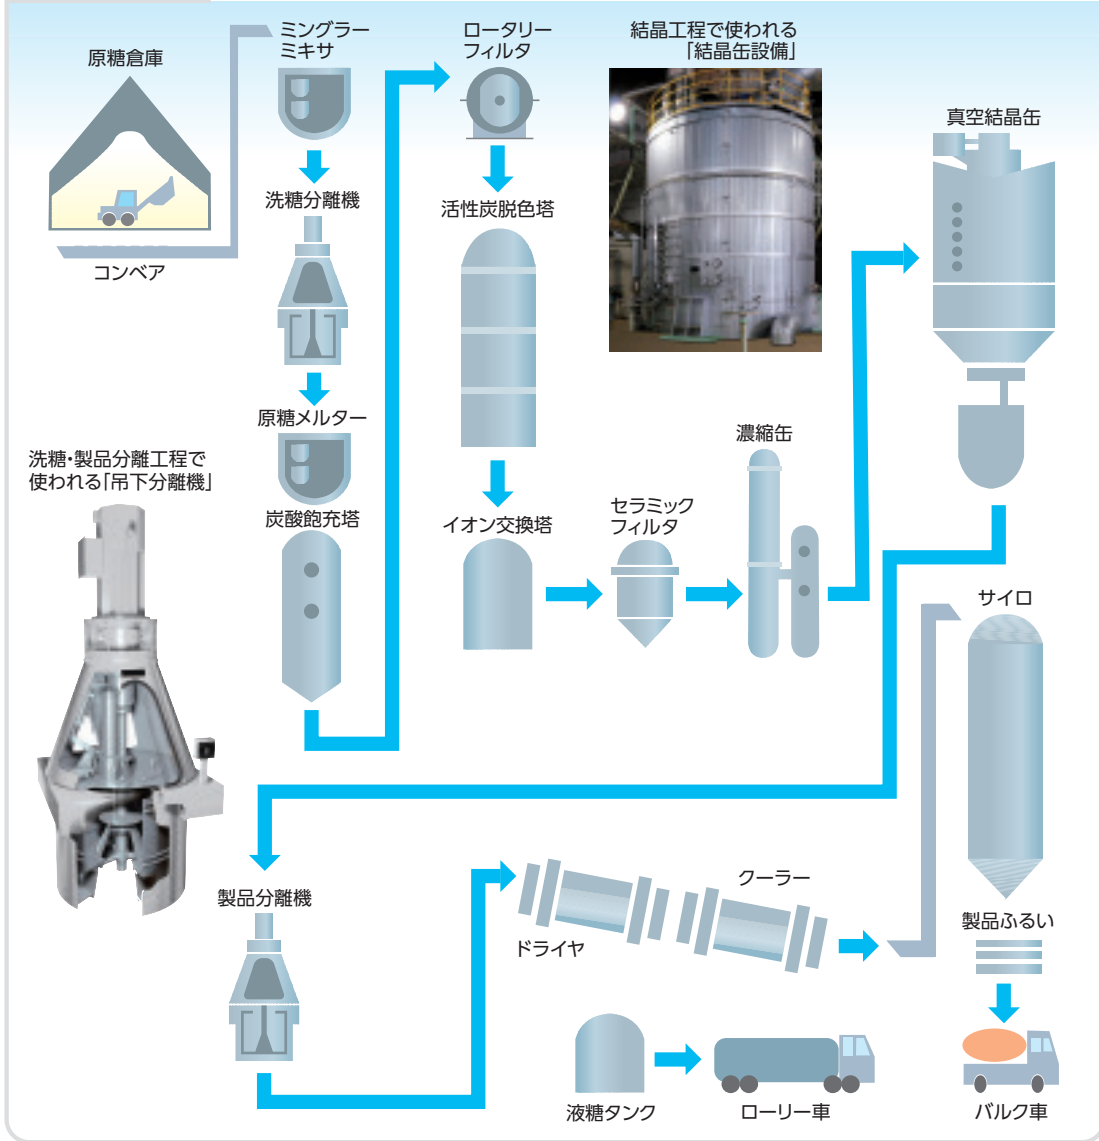 原糖倉庫
コンベア
ミングラー
ミキサ
洗糖分離機
原糖メルター
炭酸飽充塔
ロータリー
フィルタ
活性炭脱色塔
イオン交換塔
セラミック
フィルタ
濃縮缶
結晶工程で使われる
「結晶缶設備」
真空結晶缶
洗糖・製品分離工程で
使われる「吊下分離機」
製品分離機
ドライヤ
クーラー
サイロ
製品ふるい
液糖タンク
ローリー車
バルク車